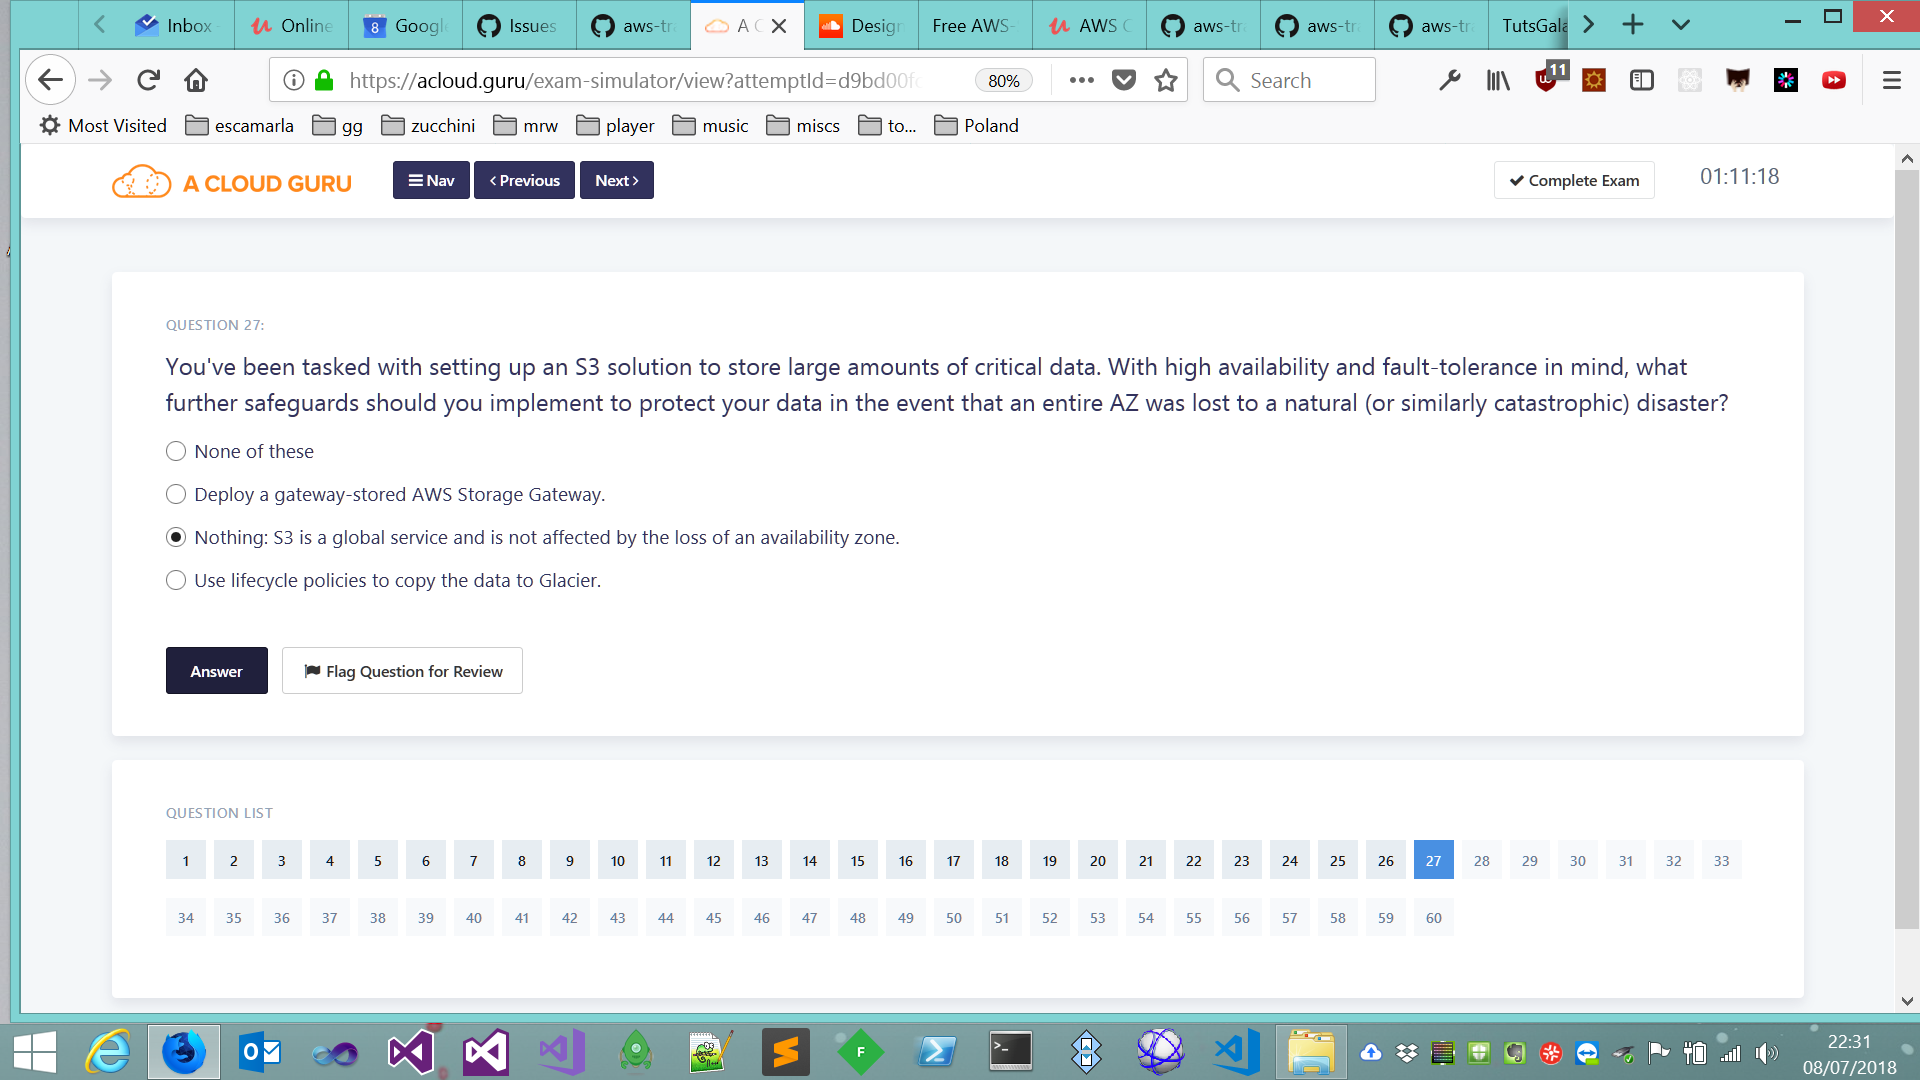 Inbox
Online
8 Googl
Issues
aws-tr
A C
Design
Free AWS-
AWS C
aws-tr
aws-tr
aws-tr
TutsGala
https://acloud.guru/exam-simulator/view?attemptId=d9bd00f
80%
Search
11
Most Visited escamarla gg zucchini mrw player music miscs to... Poland
A CLOUD GURU
Nav
Previous
Next
Complete Exam
01:11:18
QUESTION 27:
You've been tasked with setting up an S3 solution to store large amounts of critical data. With high availability and fault-tolerance in mind, what
further safeguards should you implement to protect your data in the event that an entire AZ was lost to a natural (or similarly catastrophic) disaster?
None of these
Deploy a gateway-stored AWS Storage Gateway.
Nothing: S3 is a global service and is not affected by the loss of an availability zone.
Use lifecycle policies to copy the data to Glacier.
Answer
Flag Question for Review
QUESTION LIST
1 2 3 4 5 6 7 8 9 10 11 12 13 14 15 16 17 18 19 20 21 22 23 24 25 26 27 28 29 30 31 32 33
34 35 36 37 38 39 40 41 42 43 44 45 46 47 48 49 50 51 52 53 54 55 56 57 58 59 60
22:31
08/07/2018